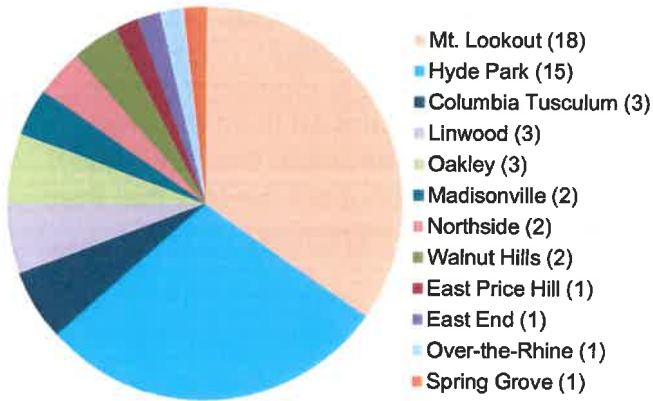 Mt. Lookout (18)
Hyde Park (15)
Columbia Tusculum (3)
Linwood (3)
Oakley (3)
Madisonville (2)
Northside (2)
Walnut Hills (2)
East Price Hill (1)
East End (1)
Over-the-Rhine (1)
Spring Grove (1)